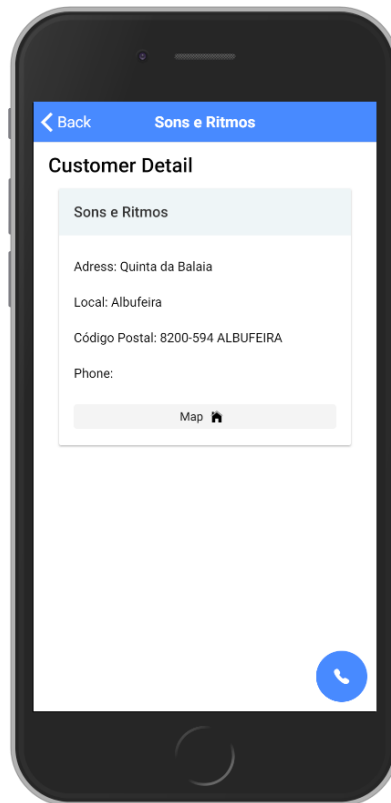 Back
Sons e Ritmos
Customer Detail
Sons e Ritmos
Adress: Quinta da Balaia
Local: Albufeira
Código Postal: 8200-594 ALBUFEIRA
Phone:
Map